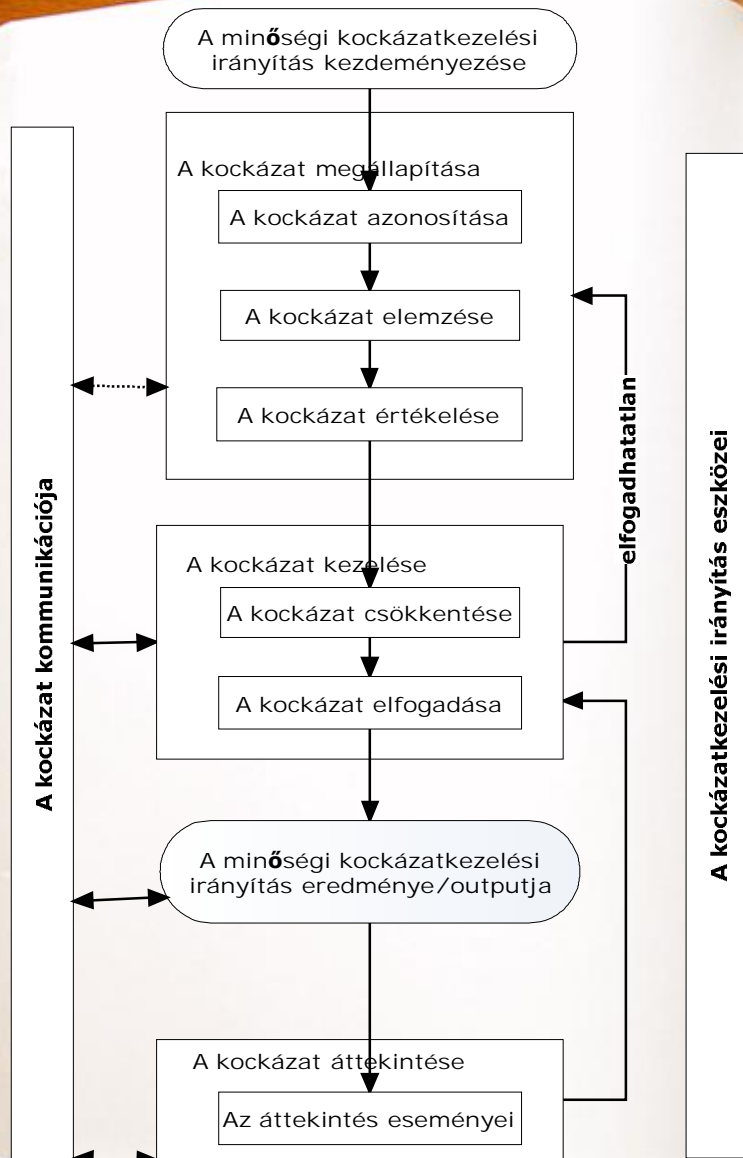 A minőségi kockázatkezelési
irányítás kezdeményezése
A kockázat megállapítása
A kockázat azonosítása
A kockázat elemzése
A kockázat értékelése
elfogadhatatlan
A kockázat kommunikációja
A kockázatkezelési irányítás eszközei
A kockázat kezelése
A kockázat csökkentése
A kockázat elfogadása
A minőségi kockázatkezelési
irányítás eredménye/outputja
A kockázat áttekintése
Az áttekintés eseményei